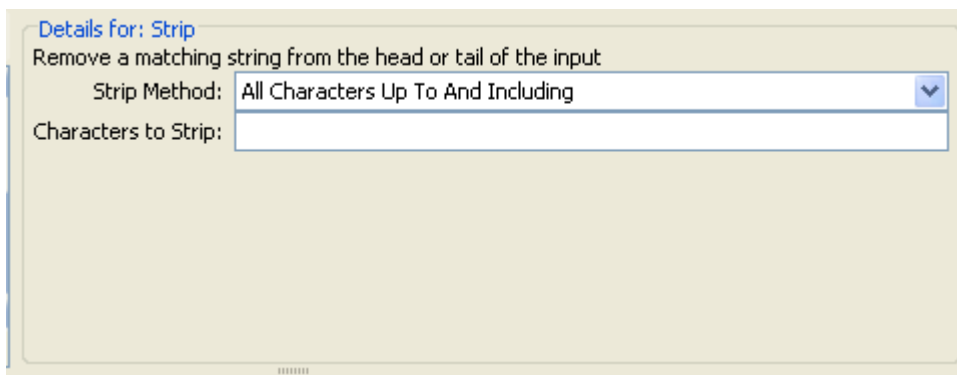 Details for: Strip
Remove a matching string from the head or tail of the input
Strip Method: All Characters Up To And Including
Characters to Strip: